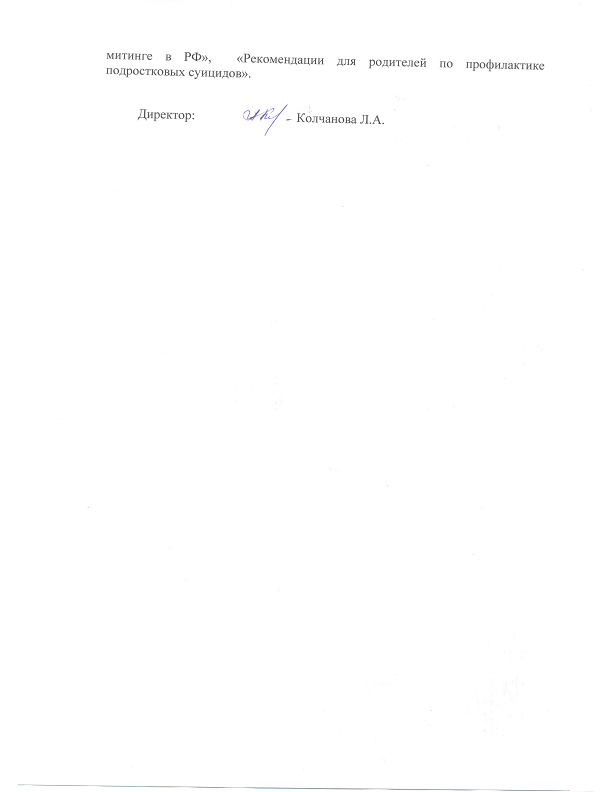 митинге в РФ», «Рекомендации для родителей по профилактике
подростковых суицидов».
Директор: - Колчанова Л.А.